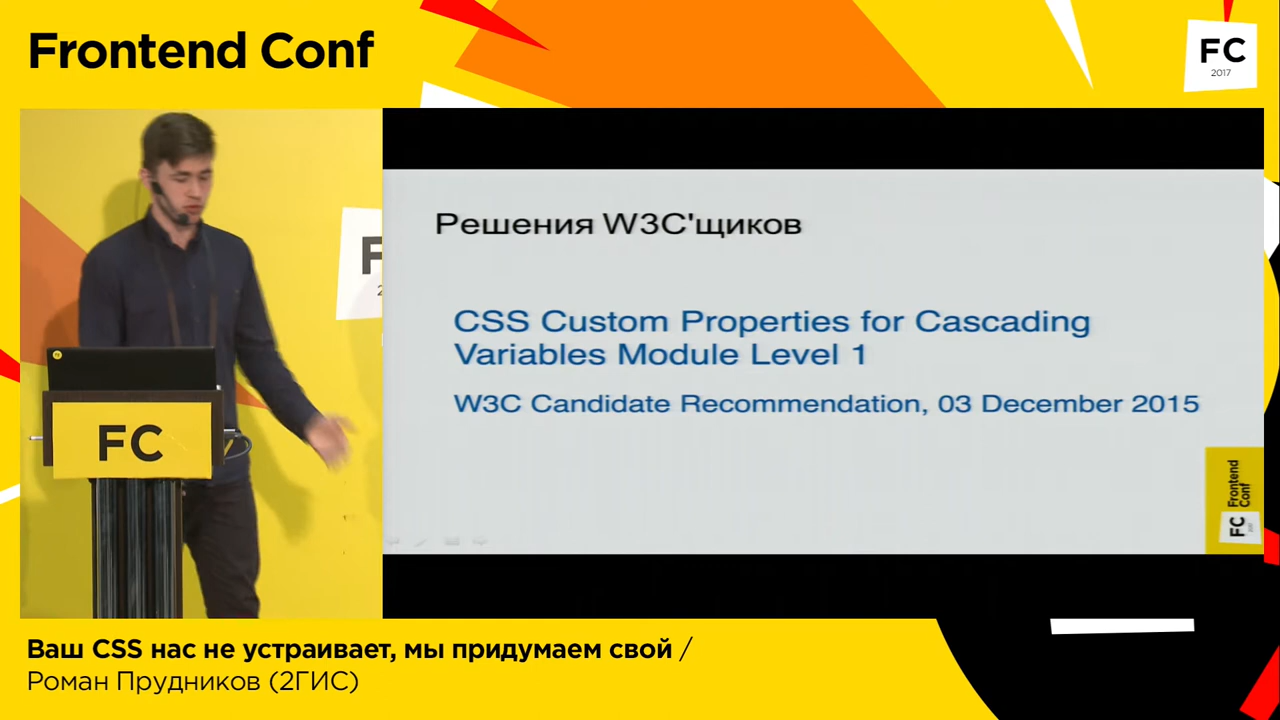 Frontend Conf
FC
2017
F
2
FC
Решения W3C'щиков
CSS Custom Properties for Cascading
Variables Module Level 1
W3C Candidate Recommendation, 03 December 2015
Frontend
Conf
FC
Ваш CSS нас не устраивает, мы придумаем свой /
Роман Прудников (2ГИС)